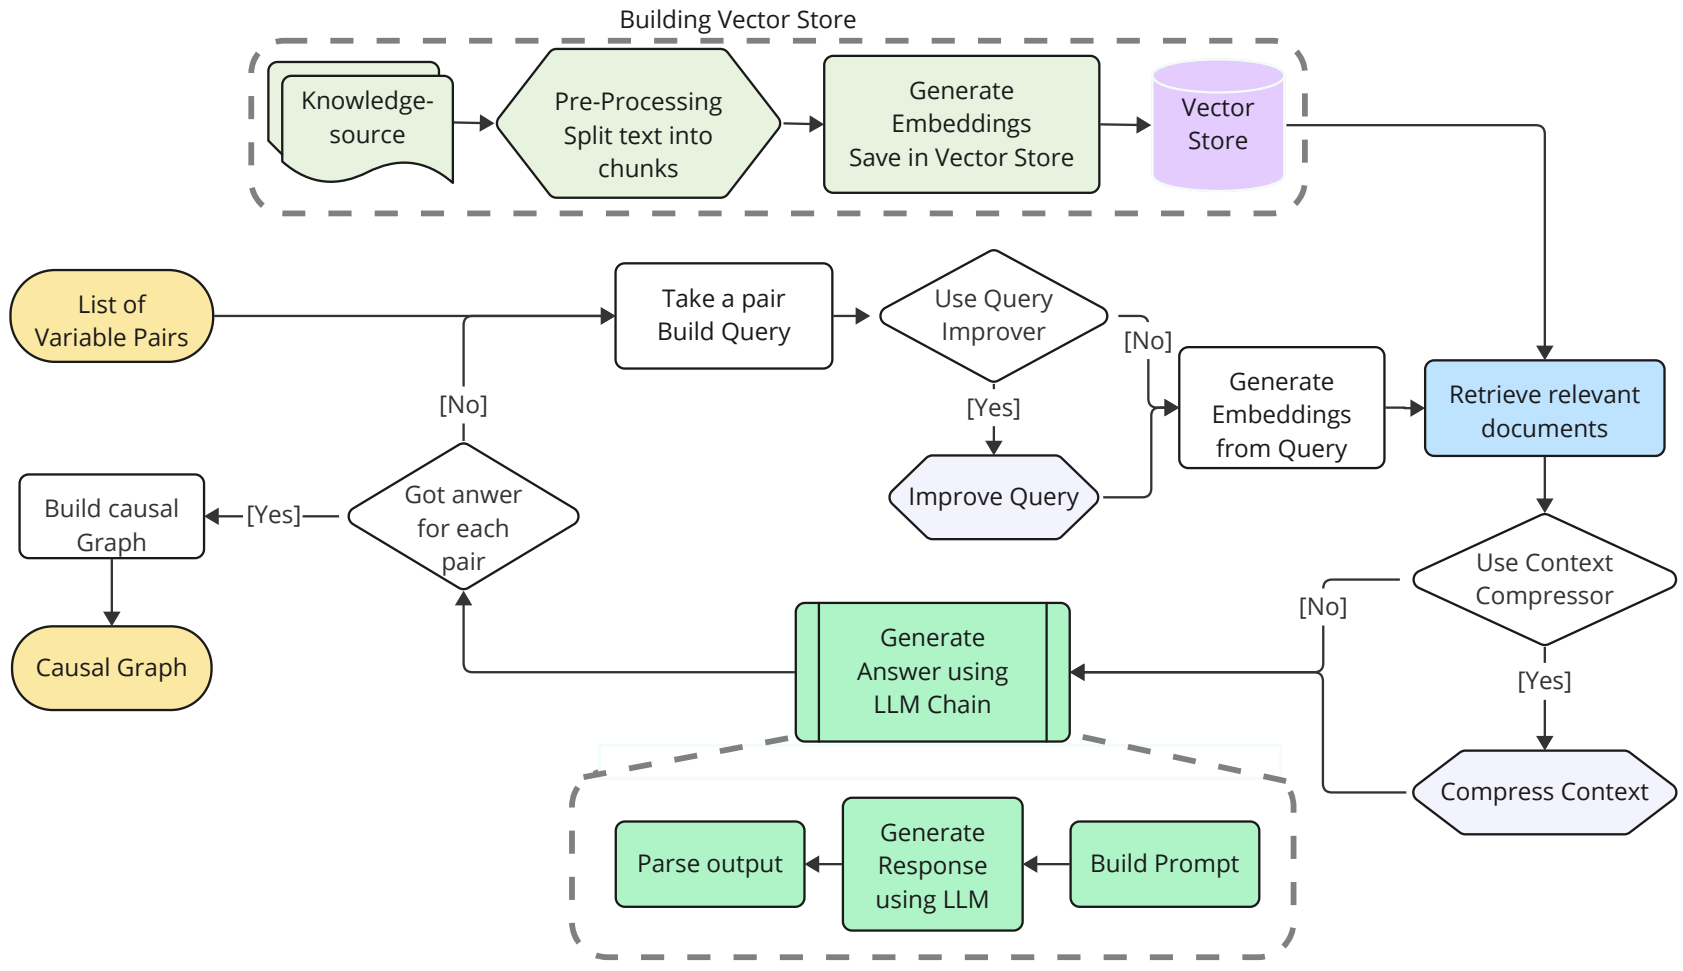 Building Vector Store
Knowledge-
source
Pre-Processing
Split text into
chunks
Generate
Embeddings
Save in Vector Store
Vector
Store
List of
Variable Pairs
Take a pair
Build Query
Use Query
Improver
[No]
[Yes]
Improve Query
Generate
Embeddings
from Query
Retrieve relevant
documents
Use Context
Compressor
[No]
[Yes]
Compress Context
Generate
Answer using
LLM Chain
Build Prompt
Generate
Response
using LLM
Parse output
Got anwer
for each
pair
[No]
[Yes]
Build causal
Graph
Causal Graph